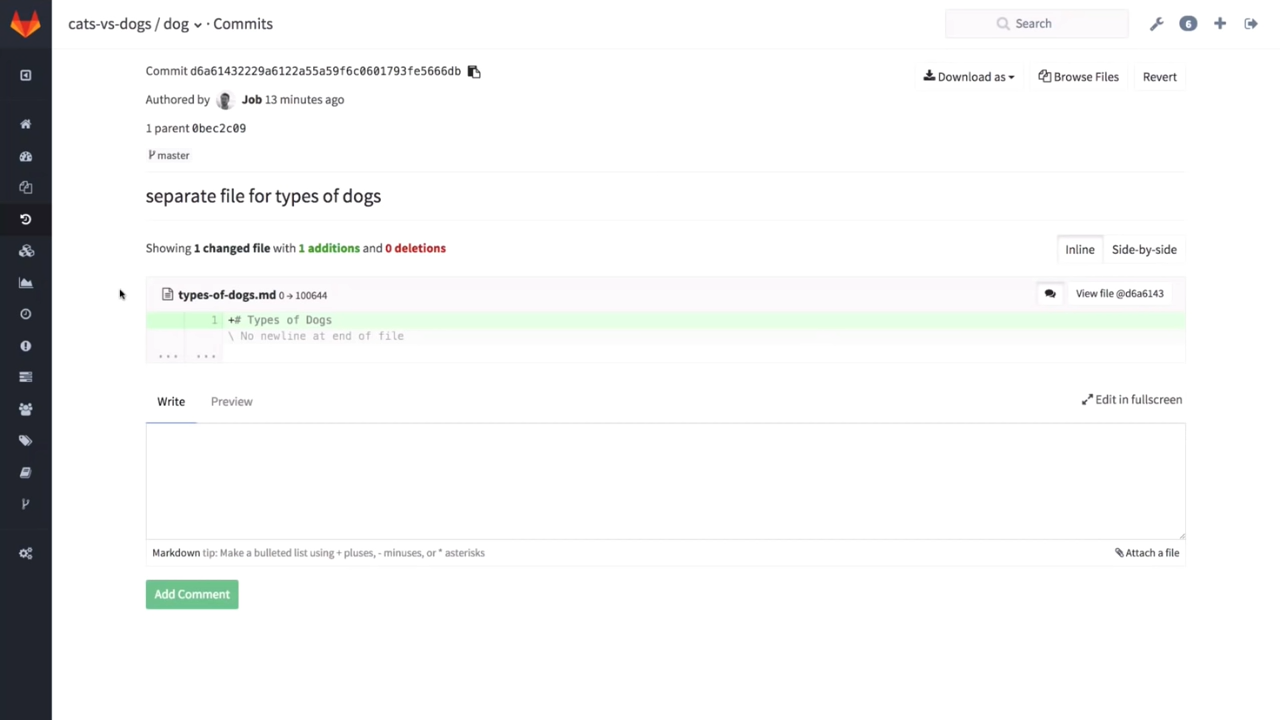 cats-vs-dogs / dog · Commits
Search
6
Commit d6a61432229a6122a55a59f6c0601793fe5666db
Download as
Browse Files
Revert
Authored by Job 13 minutes ago
1 parent 0bec2c09
master
separate file for types of dogs
Showing 1 changed file with 1 additions and 0 deletions
Inline
Side-by-side
types-of-dogs.md 0 → 100644
View file @d6a6143
1 +# Types of Dogs
\ No newline at end of file
... ...
Write
Preview
Edit in fullscreen
Markdown tip: Make a bulleted list using + pluses, - minuses, or * asterisks
Attach a file
Add Comment